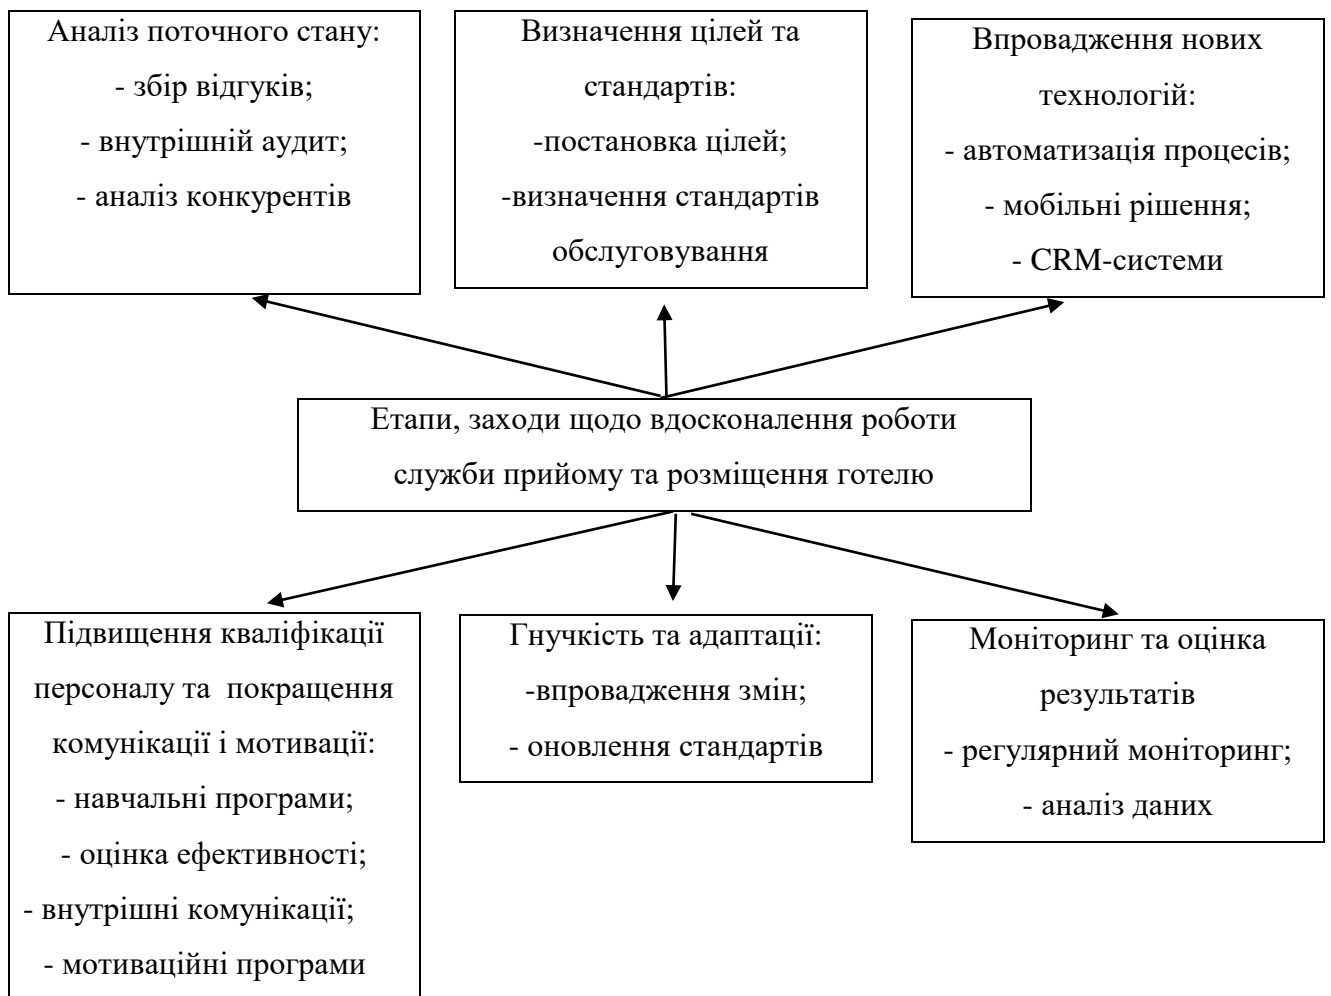 Аналіз поточного стану:
- збір відгуків;
- внутрішній аудит;
- аналіз конкурентів
Визначення цілей та
стандартів:
-постановка цілей;
-визначення стандартів
обслуговування
Впровадження нових
технологій:
- автоматизація процесів;
- мобільні рішення;
- CRM-системи
Етапи, заходи щодо вдосконалення роботи
служби прийому та розміщення готелю
Підвищення кваліфікації
персоналу та покращення
комунікації і мотивації:
- навчальні програми;
- оцінка ефективності;
- внутрішні комунікації;
- мотиваційні програми
Гнучкість та адаптації:
-впровадження змін;
- оновлення стандартів
Моніторинг та оцінка
результатів
- регулярний моніторинг;
- аналіз даних